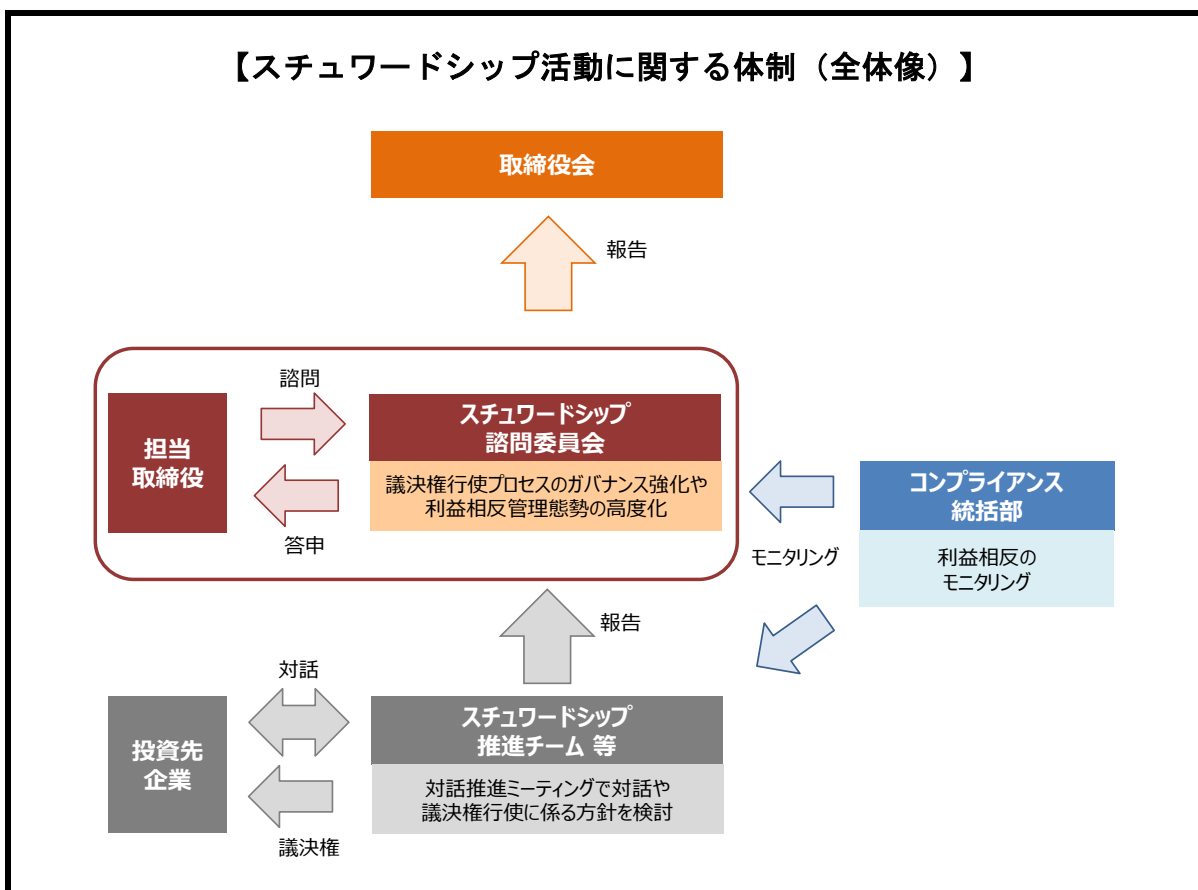 【スチュワードシップ活動に関する体制（全体像）】
取締役会
報告
諮問
担当
取締役
スチュワードシップ
諮問委員会
議決権行使プロセスのガバナンス強化や
利益相反管理態勢の高度化
答申
モニタリング
コンプライアンス
統括部
利益相反の
モニタリング
報告
対話
投資先
企業
スチュワードシップ
推進チーム 等
対話推進ミーティングで対話や
議決権行使に係る方針を検討
議決権